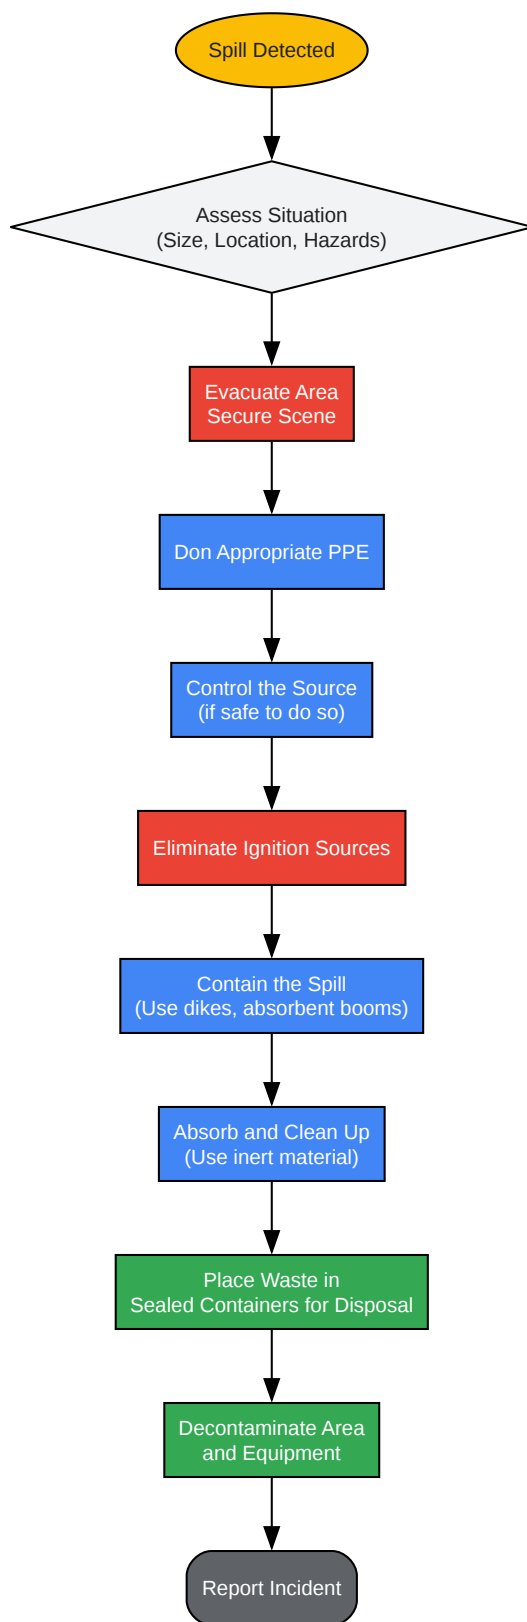 Spill Detected
Assess Situation
(Size, Location, Hazards)
Evacuate Area
Secure Scene
Don Appropriate PPE
Control the Source
(if safe to do so)
Eliminate Ignition Sources
Contain the Spill
(Use dikes, absorbent booms)
Absorb and Clean Up
(Use inert material)
Place Waste in
Sealed Containers for Disposal
Decontaminate Area
and Equipment
Report Incident